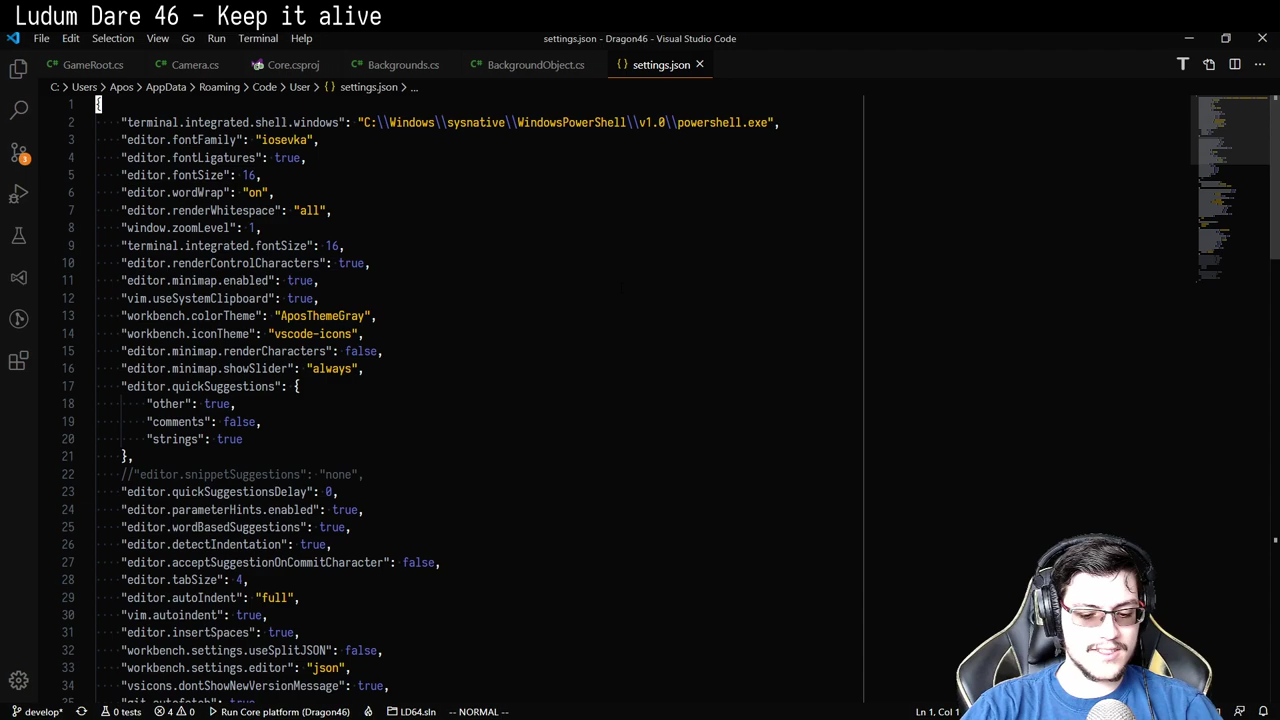 Ludum Dare 46 - Keep it alive
File Edit Selection View Go Run Terminal Help
settings.json - Dragon46 - Visual Studio Code
GameRoot.cs Camera.cs Core.csproj Backgrounds.cs BackgroundObject.cs {} settings.json ×
C: > Users > Apos > AppData > Roaming > Code > User > {} settings.json > ...
1 {
2 "terminal.integrated.shell.windows": "C:\\Windows\\sysnative\\WindowsPowerShell\\v1.0\\powershell.exe",
3 "editor.fontFamily": "iosevka",
4 "editor.fontLigatures": true,
5 "editor.fontSize": 16,
6 "editor.wordWrap": "on",
7 "editor.renderWhitespace": "all",
8 "window.zoomLevel": 1,
9 "terminal.integrated.fontSize": 16,
10 "editor.renderControlCharacters": true,
11 "editor.minimap.enabled": true,
12 "vim.useSystemClipboard": true,
13 "workbench.colorTheme": "AposThemeGray",
14 "workbench.iconTheme": "vscode-icons",
15 "editor.minimap.renderCharacters": false,
16 "editor.minimap.showSlider": "always",
17 "editor.quickSuggestions": {
18 "other": true,
19 "comments": false,
20 "strings": true
21 },
22 //"editor.snippetSuggestions": "none",
23 "editor.quickSuggestionsDelay": 0,
24 "editor.parameterHints.enabled": true,
25 "editor.wordBasedSuggestions": true,
26 "editor.detectIndentation": true,
27 "editor.acceptSuggestionOnCommitCharacter": false,
28 "editor.tabSize": 4,
29 "editor.autoIndent": "full",
30 "vim.autoindent": true,
31 "editor.insertSpaces": true,
32 "workbench.settings.useSplitJSON": false,
33 "workbench.settings.editor": "json",
34 "vsicons.dontShowNewVersionMessage": true,
35 "git.autofetch": true,
3
develop* 0 tests 4 0 Run Core platform (Dragon46) LD64.sln -- NORMAL -- Ln 1, Col 1